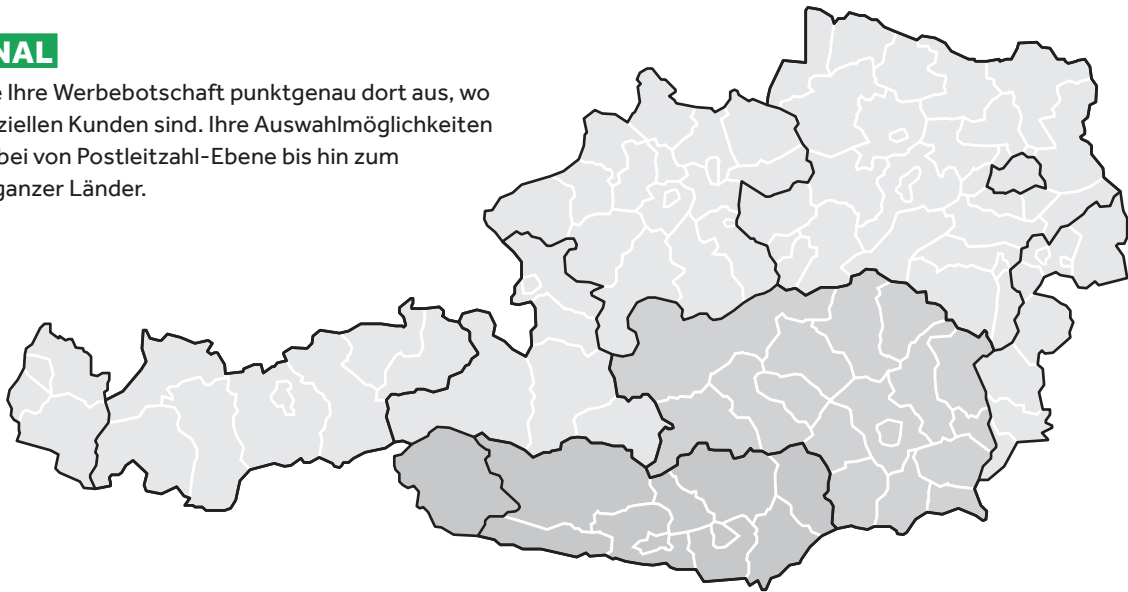 NAL
e Ihre Werbebotschaft punktgenau dort aus, wo
ziellen Kunden sind. Ihre Auswahlmöglichkeiten
bei von Postleitzahl-Ebene bis hin zum
ganzer Länder.